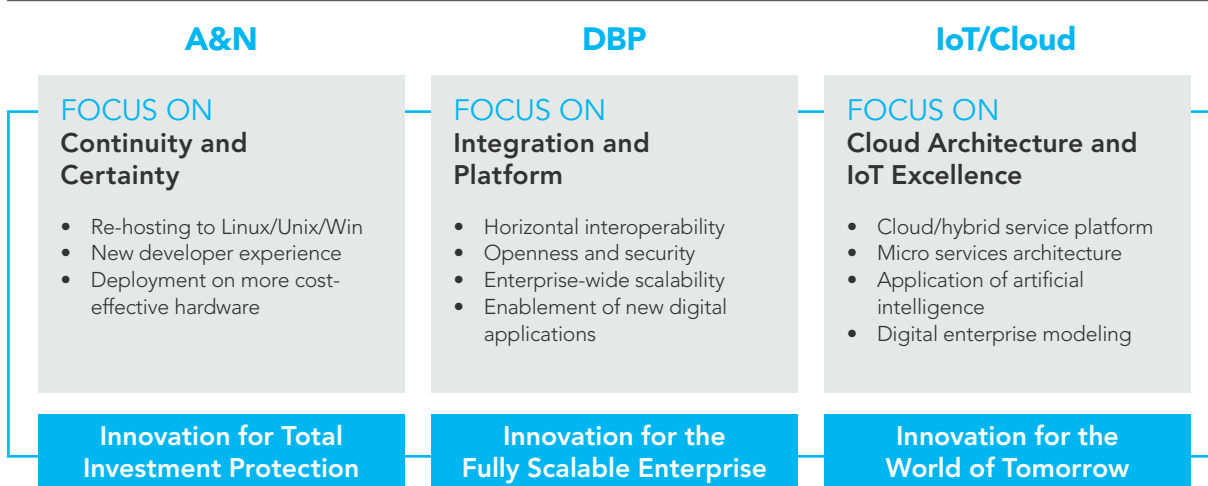 A&N
FOCUS ON
Continuity and
Certainty
• Re-hosting to Linux/Unix/Win
• New developer experience
• Deployment on more cost-
effective hardware
Innovation for Total
Investment Protection
DBP
FOCUS ON
Integration and
Platform
• Horizontal interoperability
• Openness and security
• Enterprise-wide scalability
• Enablement of new digital
applications
Innovation for the
Fully Scalable Enterprise
IoT/Cloud
FOCUS ON
Cloud Architecture and
IoT Excellence
• Cloud/hybrid service platform
• Micro services architecture
• Application of artificial
intelligence
• Digital enterprise modeling
Innovation for the
World of Tomorrow